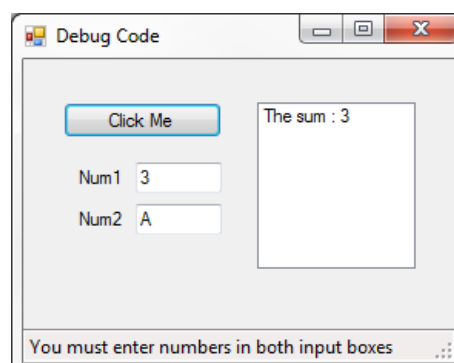 Debug Code
Click Me
The sum : 3
Num1 3
Num2 A
You must enter numbers in both input boxes